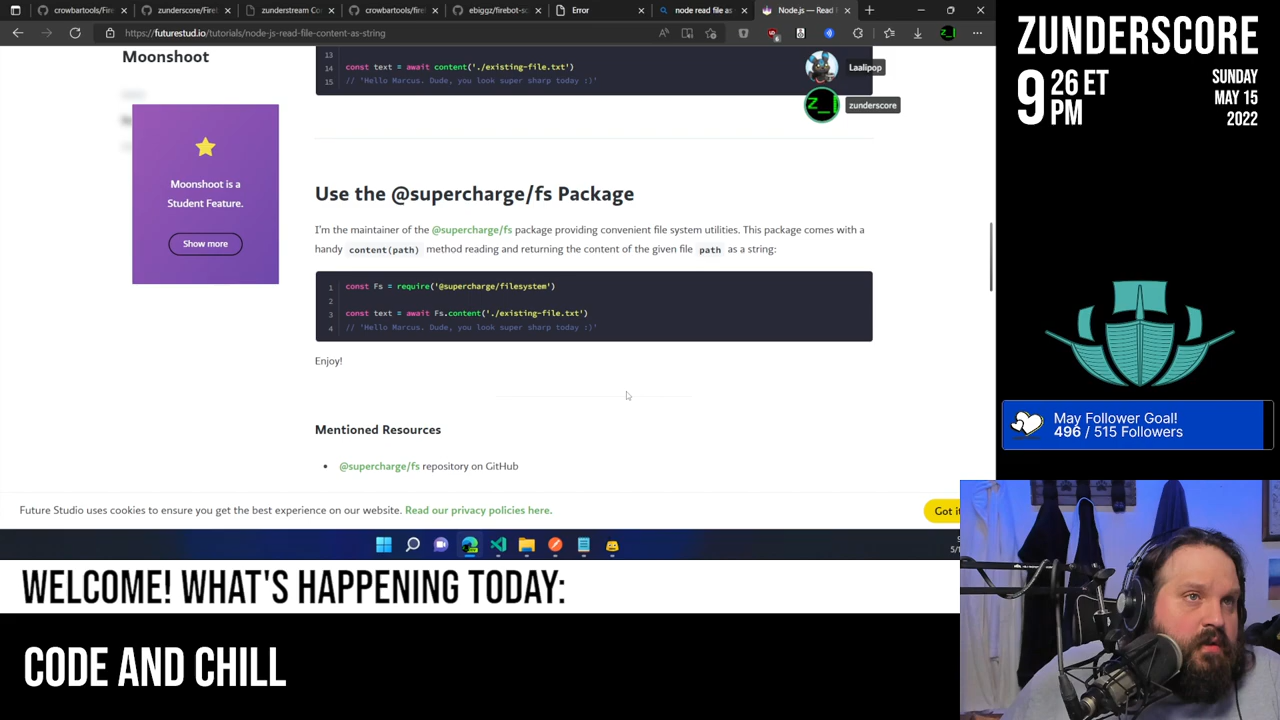 crowbartools/Fire
zunderscore/Fireb
zunderstream Co
crowbartools/fire
ebiggz/firebot-sc
Error
node read file as
Node.js — Read F
https://futurestud.io/tutorials/node-js-read-file-content-as-string
Moonshoot
Moonshoot is a
Student Feature.
Show more
13
14 const text = await content('./existing-file.txt')
15 // 'Hello Marcus. Dude, you look super sharp today :)'
Laalipop
z_|
zunderscore
Use the @supercharge/fs Package
I'm the maintainer of the @supercharge/fs package providing convenient file system utilities. This package comes with a
handy content(path) method reading and returning the content of the given file path as a string:
1 const Fs = require('@supercharge/filesystem')
2
3 const text = await Fs.content('./existing-file.txt')
4 // 'Hello Marcus. Dude, you look super sharp today :)'
Enjoy!
Mentioned Resources
@supercharge/fs repository on GitHub
Future Studio uses cookies to ensure you get the best experience on our website. Read our privacy policies here.
Got it
WELCOME! WHAT'S HAPPENING TODAY:
CODE AND CHILL
ZUNDERSCORE
9 26 ET
PM
SUNDAY
MAY 15
2022
May Follower Goal!
496 / 515 Followers